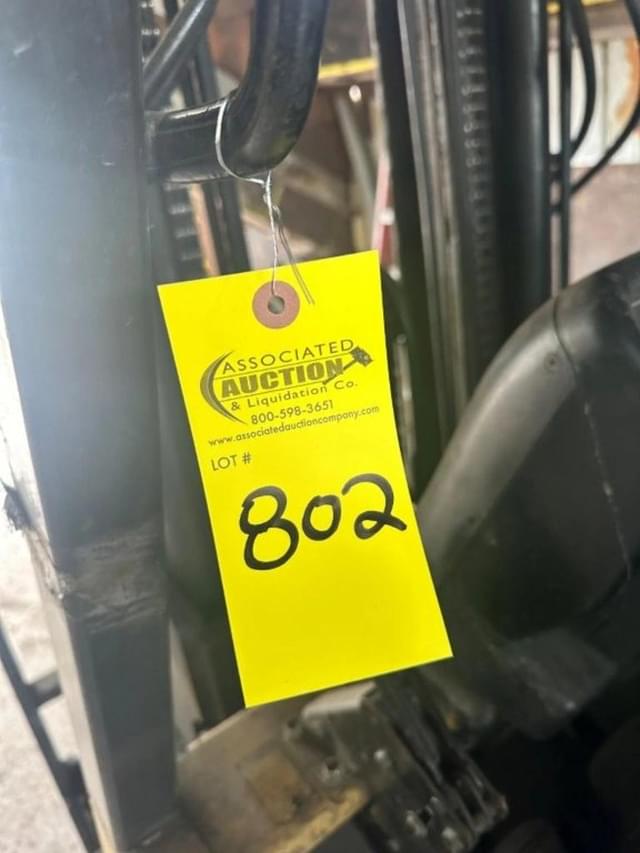 ASSOCIATED
AUCTION
& Liquidation Co.
800-598-3651
www.associatedauctioncompany.com
LOT #
802